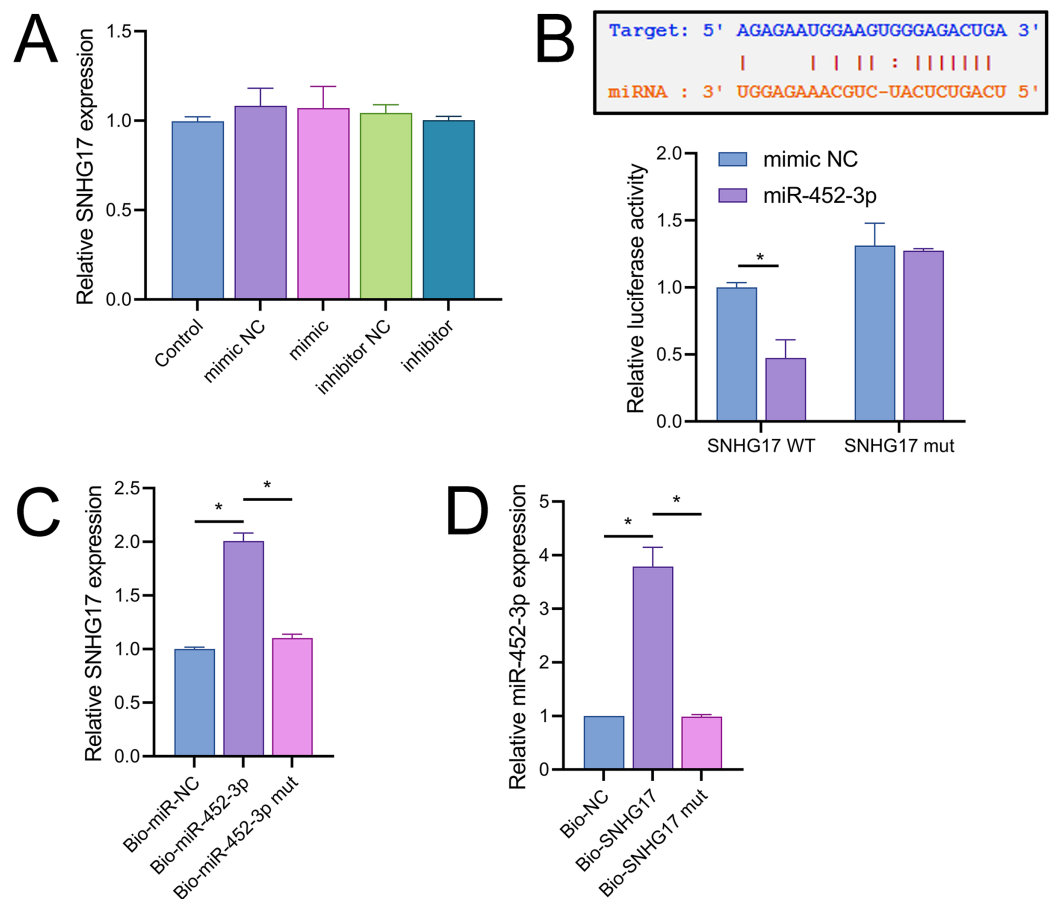 A
Relative SNHG17 expression
1.5
1.0
0.5
0.0
Control
mimic NC
mimic
inhibitor NC
inhibitor
B
Target: 5' AGAGAAUGGAAGUGGGAGACUGA 3'
| | | || : |||||||
miRNA : 3' UGGAGAAACGUC-UACUCUGACU 5'
Relative luciferase activity
2.0
1.5
1.0
0.5
0.0
mimic NC
miR-452-3p
*
SNHG17 WT
SNHG17 mut
C
Relative SNHG17 expression
2.5
2.0
1.5
1.0
0.5
0.0
*
*
Bio-miR-NC
Bio-miR-452-3p
Bio-miR-452-3p mut
D
Relative miR-452-3p expression
5
4
3
2
1
0
*
*
Bio-NC
Bio-SNHG17
Bio-SNHG17 mut